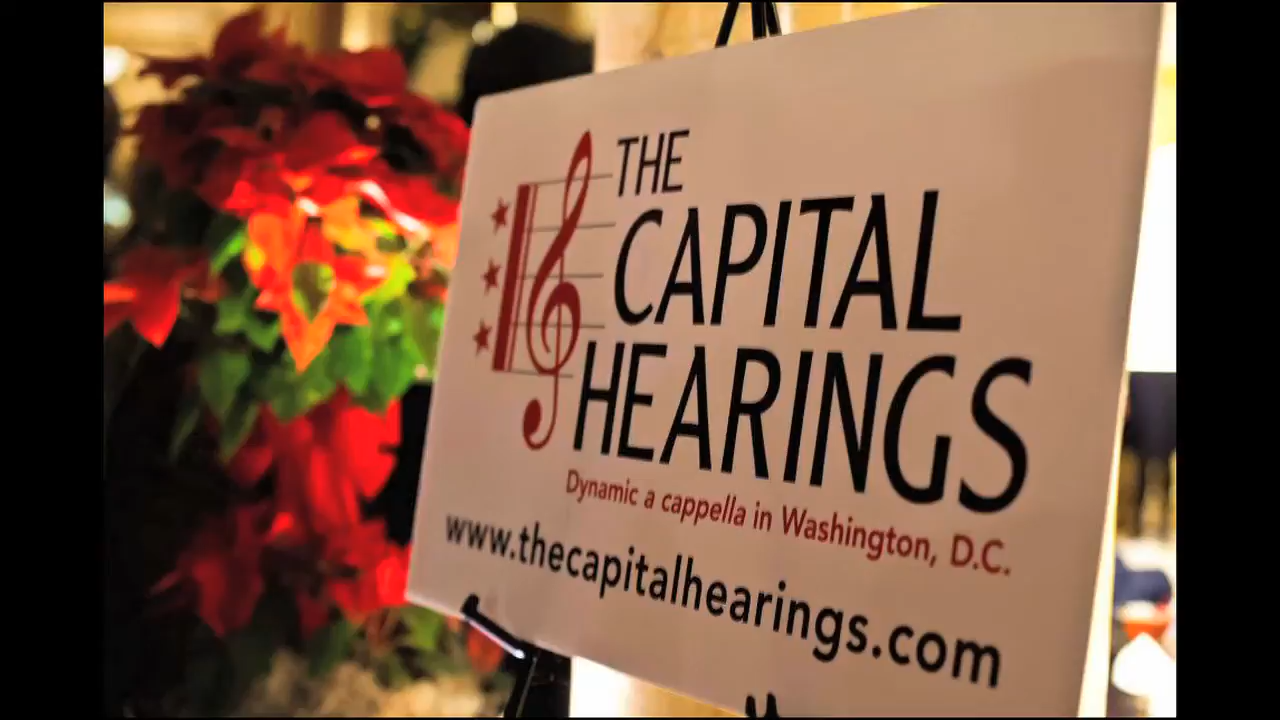 THE
CAPITAL
HEARINGS
Dynamic a cappella in Washington, D.C.
www.thecapitalhearings.com